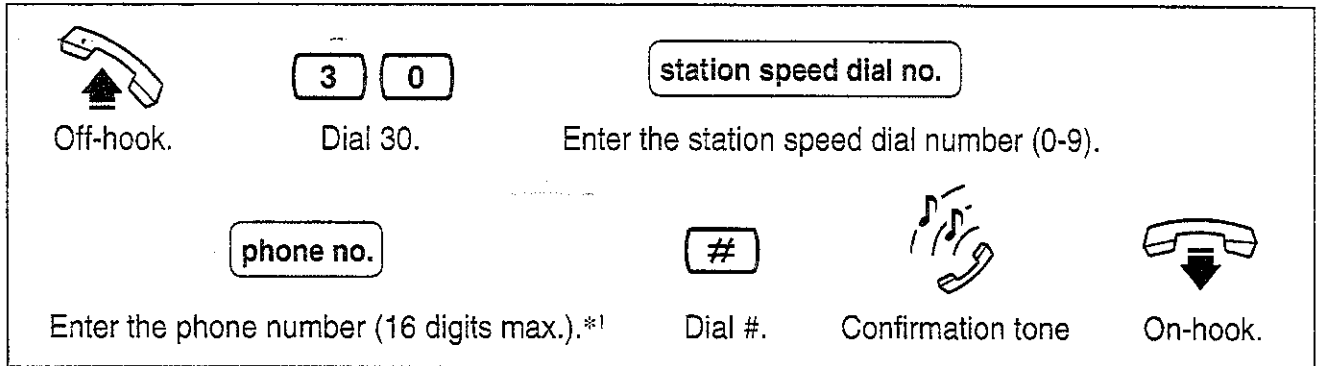 3 0 station speed dial no.
Off-hook. Dial 30. Enter the station speed dial number (0-9).
phone no. #
Enter the phone number (16 digits max.).*1 Dial #. Confirmation tone On-hook.